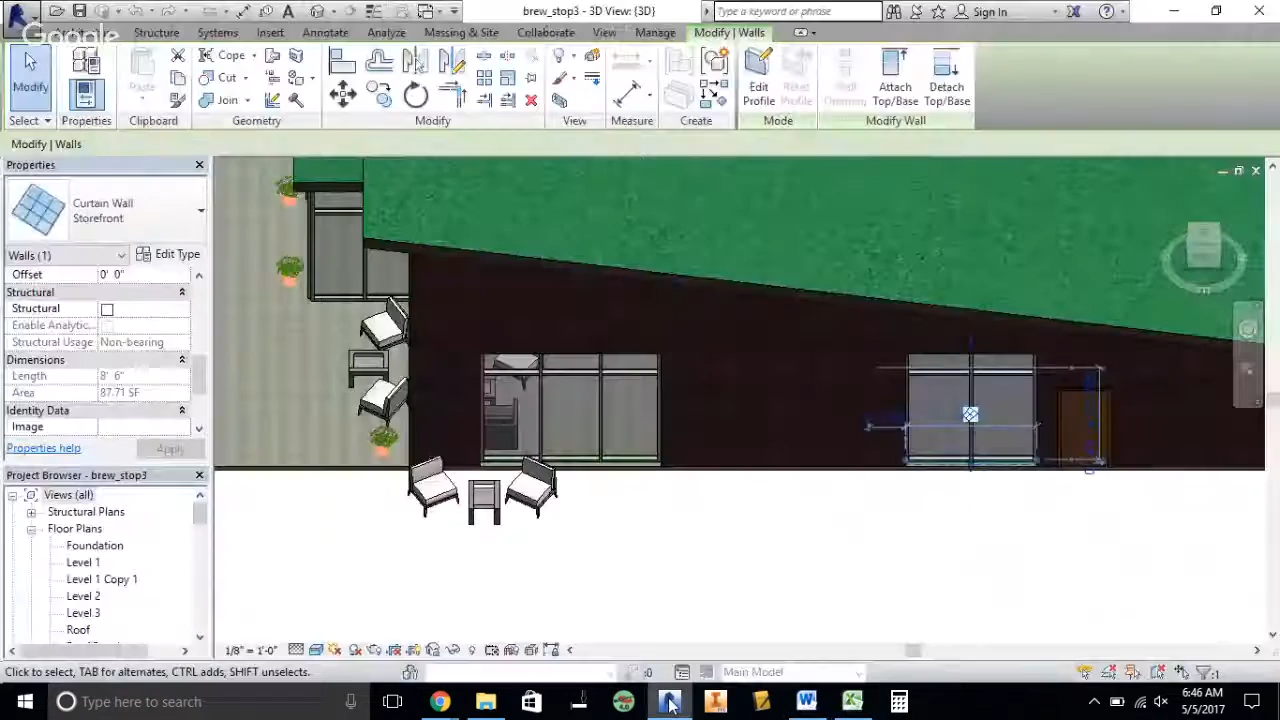 brew_stop3 - 3D View: {3D}
Type a keyword or phrase
Sign In
Google
Structure
Systems
Insert
Annotate
Analyze
Massing & Site
Collaborate
View
Manage
Modify | Walls
Modify
Cope
Cut
Join
Paste
Edit Profile
Reset Profile
Attach Top/Base
Detach Top/Base
Select
Properties
Clipboard
Geometry
Modify
View
Measure
Create
Mode
Modify Wall
Modify | Walls
Properties
Curtain Wall
Storefront
Walls (1)
Edit Type
Offset 0' 0"
Structural
Structural
Enable Analytic...
Structural Usage Non-bearing
Dimensions
Length 8' 6"
Area 87.71 SF
Identity Data
Image
Properties help
Apply
Project Browser - brew_stop3
Views (all)
Structural Plans
Floor Plans
Foundation
Level 1
Level 1 Copy 1
Level 2
Level 3
Roof
1/8" = 1'-0"
Click to select, TAB for alternates, CTRL adds, SHIFT unselects.
:0
Main Model
:1
Type here to search
6:46 AM
5/5/2017